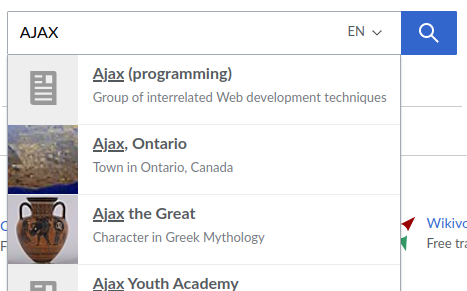 AJAX
EN
Ajax (programming)
Group of interrelated Web development techniques
Ajax, Ontario
Town in Ontario, Canada
Ajax the Great
Character in Greek Mythology
Wikivo
Free tra
Ajax Youth Academy